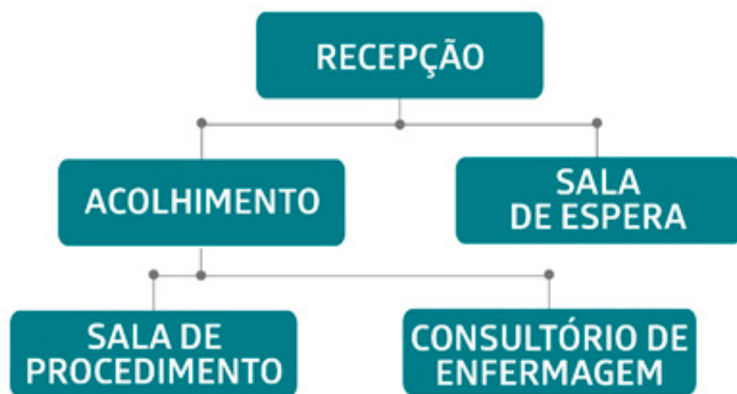 RECEPÇÃO
ACOLHIMENTO
SALA
DE ESPERA
SALA DE
PROCEDIMENTO
CONSULTÓRIO DE
ENFERMAGEM